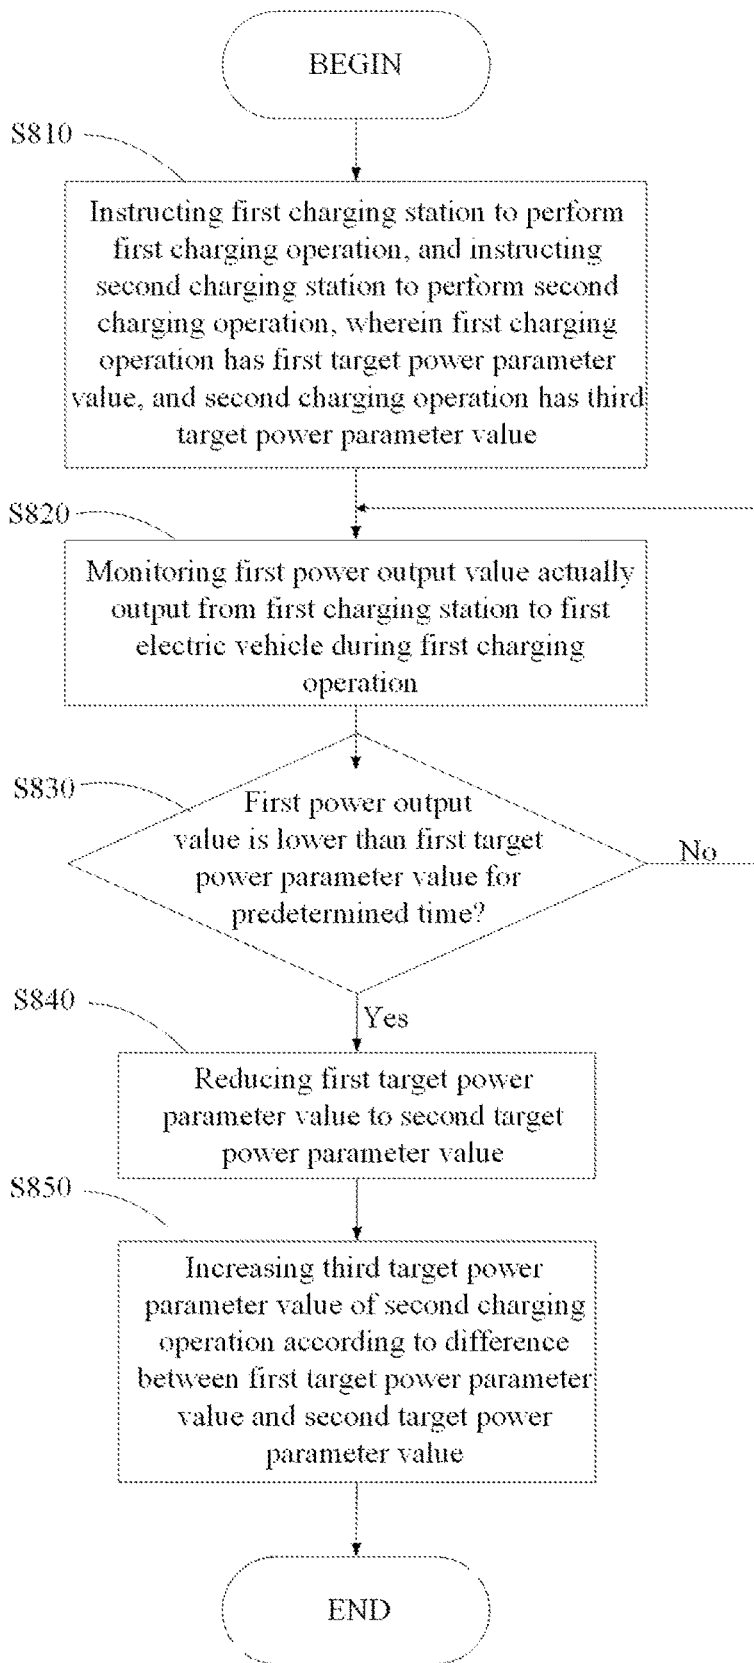 BEGIN
S810
Instructing first charging station to perform
first charging operation, and instructing
second charging station to perform second
charging operation, wherein first charging
operation has first target power parameter
value, and second charging operation has third
target power parameter value
S820
Monitoring first power output value actually
output from first charging station to first
electric vehicle during first charging
operation
S830
First power output
value is lower than first target
power parameter value for
predetermined time?
No
S840
Yes
Reducing first target power
parameter value to second target
power parameter value
S850
Increasing third target power
parameter value of second charging
operation according to difference
between first target power parameter
value and second target power
parameter value
END